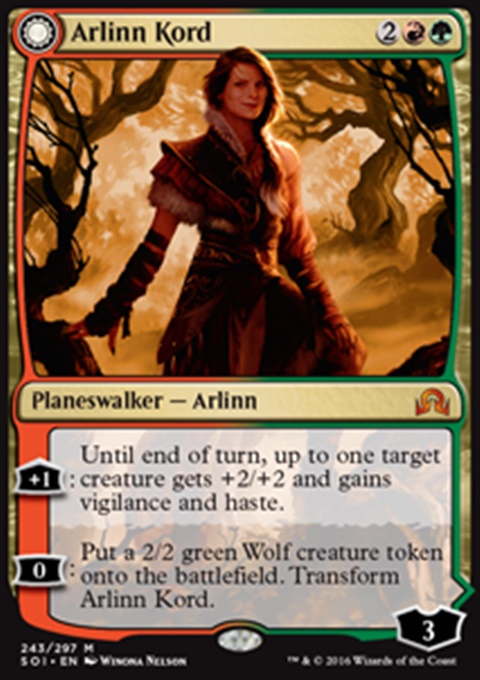 Arlinn Kord 2
Planeswalker — Arlinn
Until end of turn, up to one target
+1 : creature gets +2/+2 and gains
vigilance and haste.
Put a 2/2 green Wolf creature token
0 : onto the battlefield. Transform
Arlinn Kord.
3
243/297 M
SOI • EN Winona Nelson ™ & © 2016 Wizards of the Coast